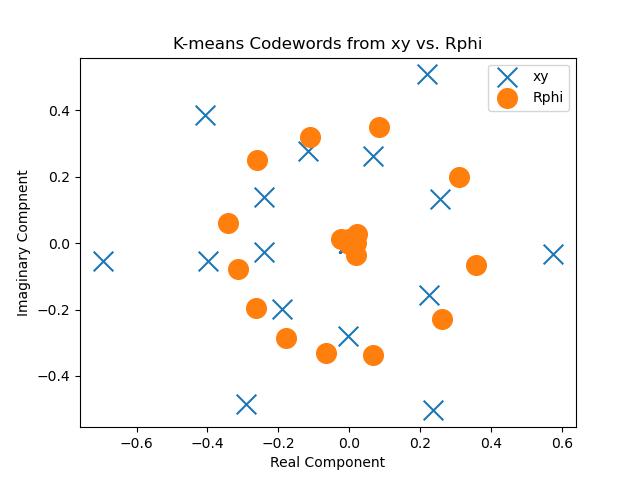 K-means Codewords from xy vs. Rphi
xy
Rphi
0.4
0.2
0.0
−0.2
−0.4
Imaginary Compnent
−0.6
−0.4
−0.2
0.0
0.2
0.4
0.6
Real Component